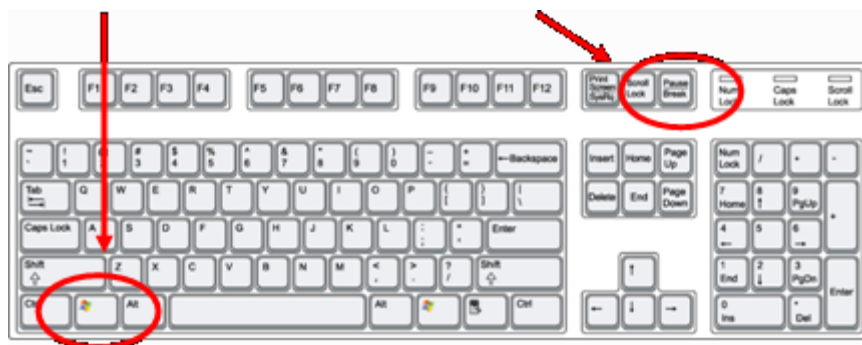 Esc F1 F2 F3 F4 F5 F6 F7 F8 F9 F10 F11 F12 Print Screen SysRq Scroll Lock Pause Break Num Lock Caps Lock Scroll Lock
~ ! 1 # 3 $ 4 % 5 ^ 6 & 7 * 8 ( 9 ) 0 - + = ←Backspace Insert Home Page Up Num Lock / * -
Tab Q W E R T Y U I O P { [ } ] | \ Delete End Page Down 7 Home 8 ↑ 9 PgUp +
Caps Lock A S D F G H J K L : ; Enter 4 ← 5 6 →
Shift Z X C V B N M < , > . ? / Shift ↑ 1 End 2 ↓ 3 PgDn Enter
Alt Alt Ctrl ← ↓ → 0 Ins Del